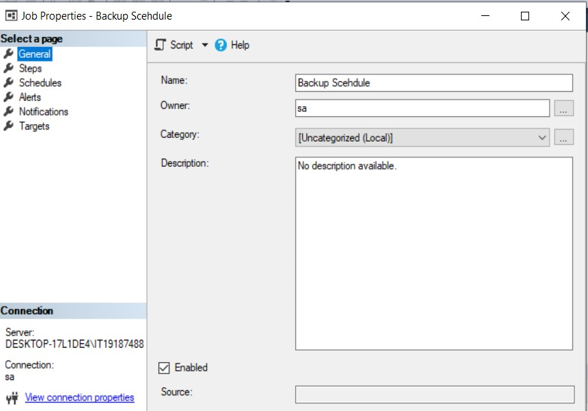 Job Properties - Backup Scehdule
Select a page
General
Steps
Schedules
Alerts
Notifications
Targets
Script
Help
Name:
Backup Scehdule
Owner:
sa
...
Category:
[Uncategorized (Local)]
...
Description:
No description available.
Connection
Server:
DESKTOP-17L1DE4\IT19187488
Connection:
sa
View connection properties
Enabled
Source: